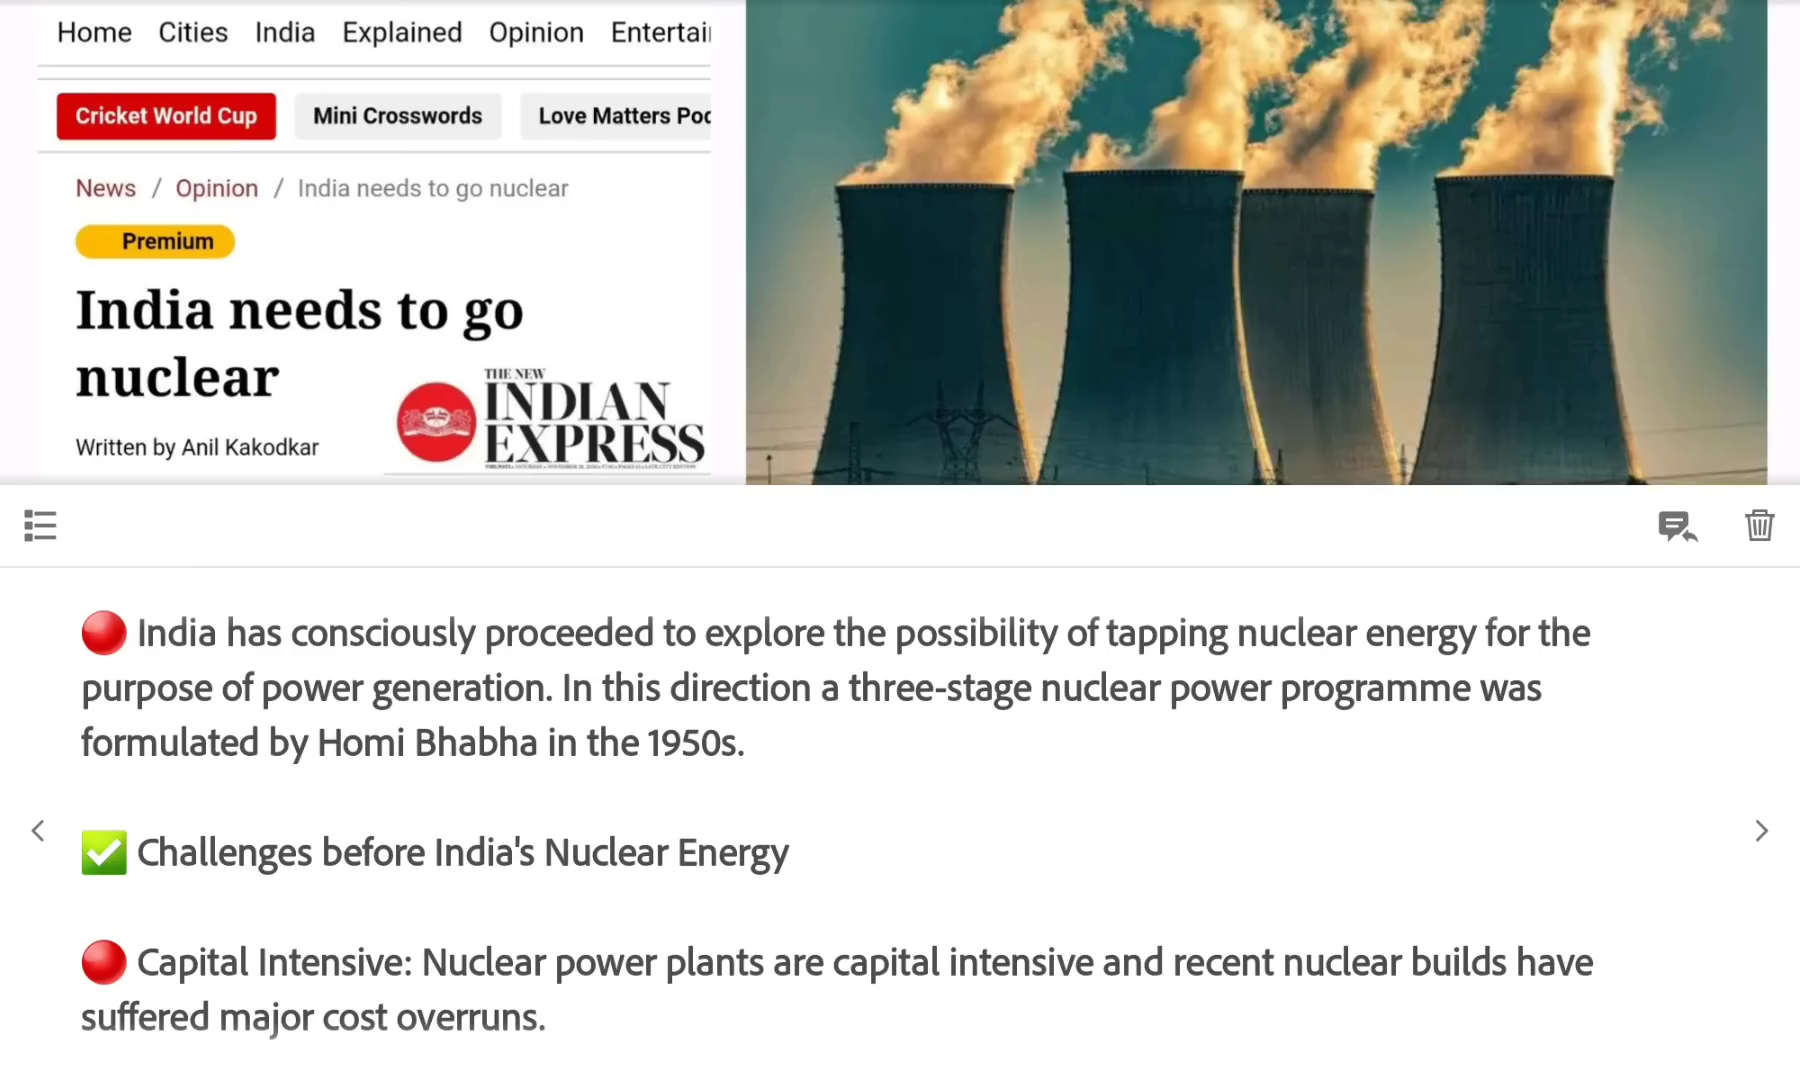 Home Cities India Explained Opinion
Cricket World Cup Mini Crosswords Love Matters
News / Opinion / India needs to go nuclear
Premium
India needs to go
nuclear
THE NEW
INDIAN
EXPRESS
Written by Anil Kakodkar
🔴 India has consciously proceeded to explore the possibility of tapping nuclear energy for the
purpose of power generation. In this direction a three-stage nuclear power programme was
formulated by Homi Bhabha in the 1950s.
✅ Challenges before India's Nuclear Energy
🔴 Capital Intensive: Nuclear power plants are capital intensive and recent nuclear builds have
suffered major cost overruns.